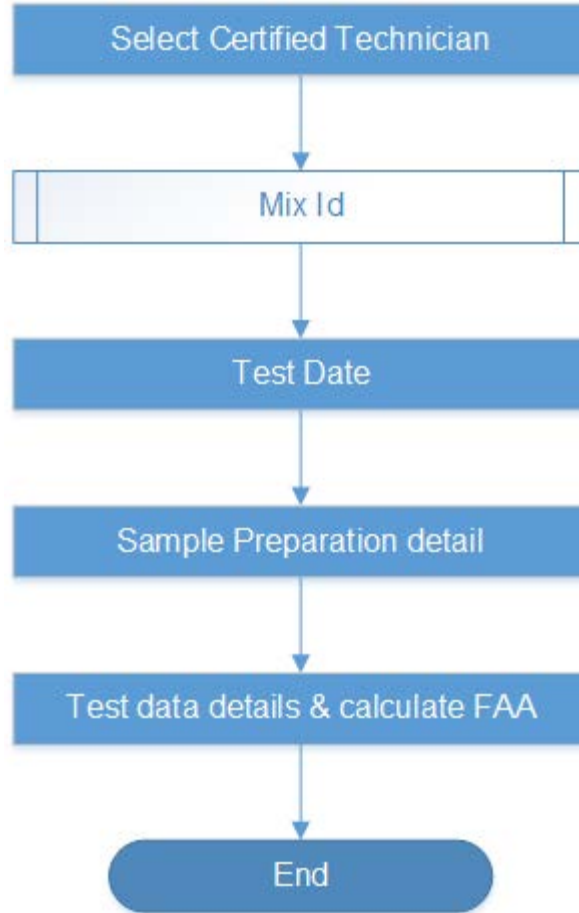 Select Certified Technician
Mix Id
Test Date
Sample Preparation detail
Test data details & calculate FAA
End